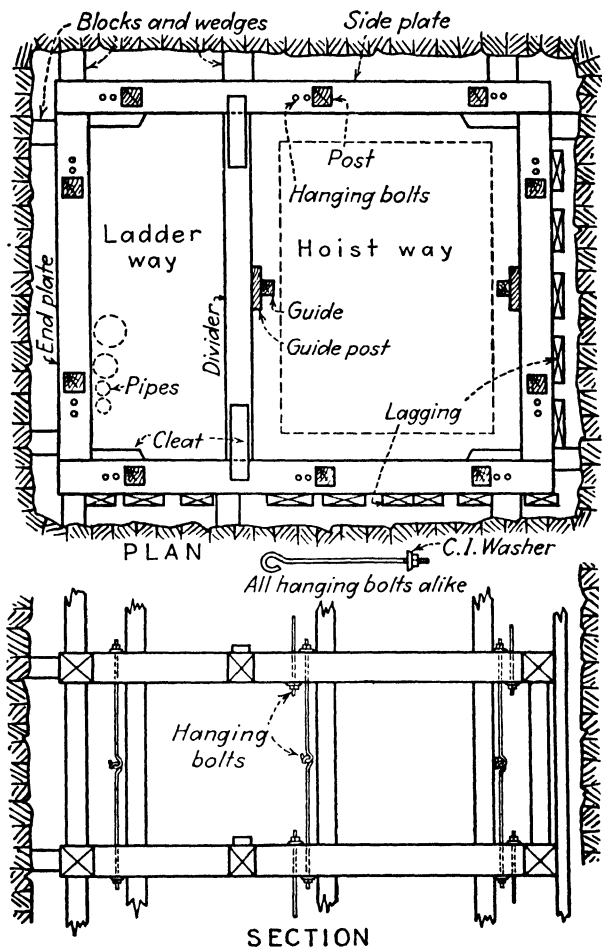 Blocks and wedges
Side plate
Post
Hanging bolts
Ladder
way
Hoist way
End plate
Divider
Guide
Guide post
Pipes
Lagging
Cleat
PLAN
C.I. Washer
All hanging bolts alike
Hanging
bolts
SECTION